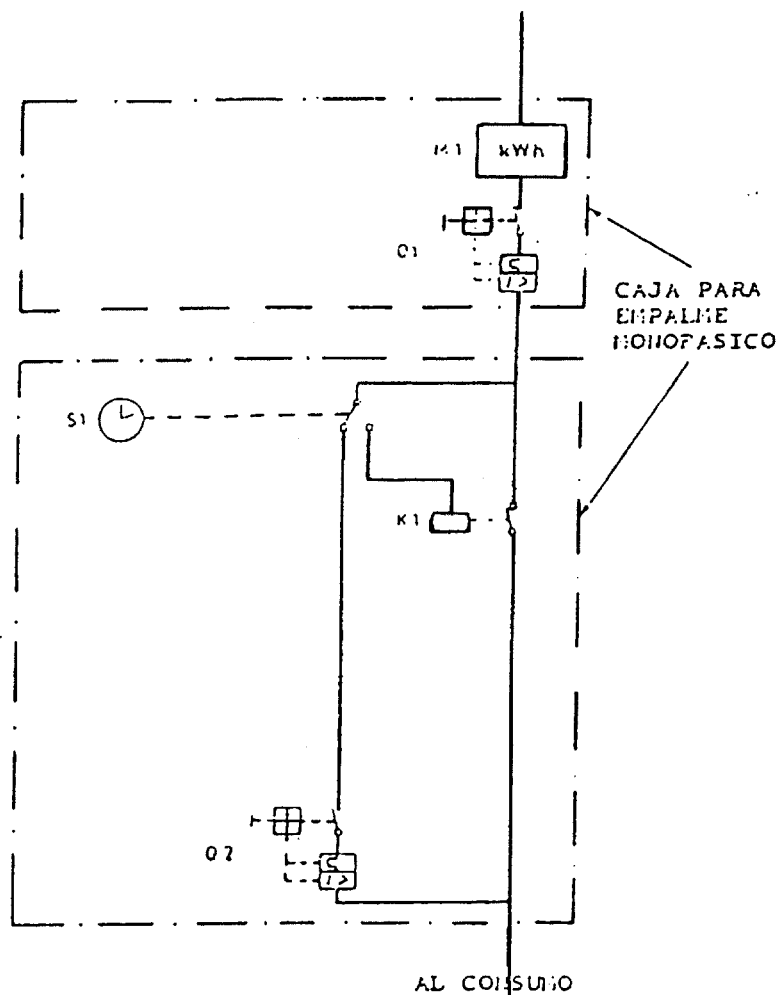 M1 kWh
Q1
I>
CAJA PARA
EMPALME
MONOFASICO
S1
K1
Q2
I>
AL CONSUMO